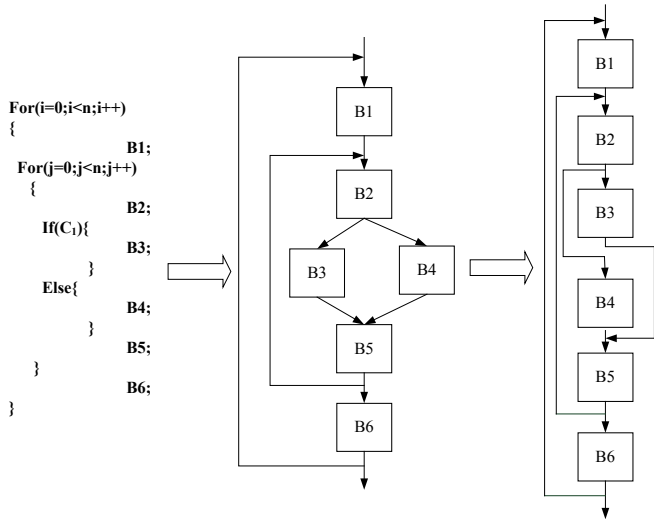 For(i=0;i<n;i++)
{
B1;
For(j=0;j<n;j++)
{
B2;
If(C₁){
B3;
}
Else{
B4;
}
B5;
}
B6;
}
B1
B2
B3
B4
B5
B6
B1
B2
B3
B4
B5
B6